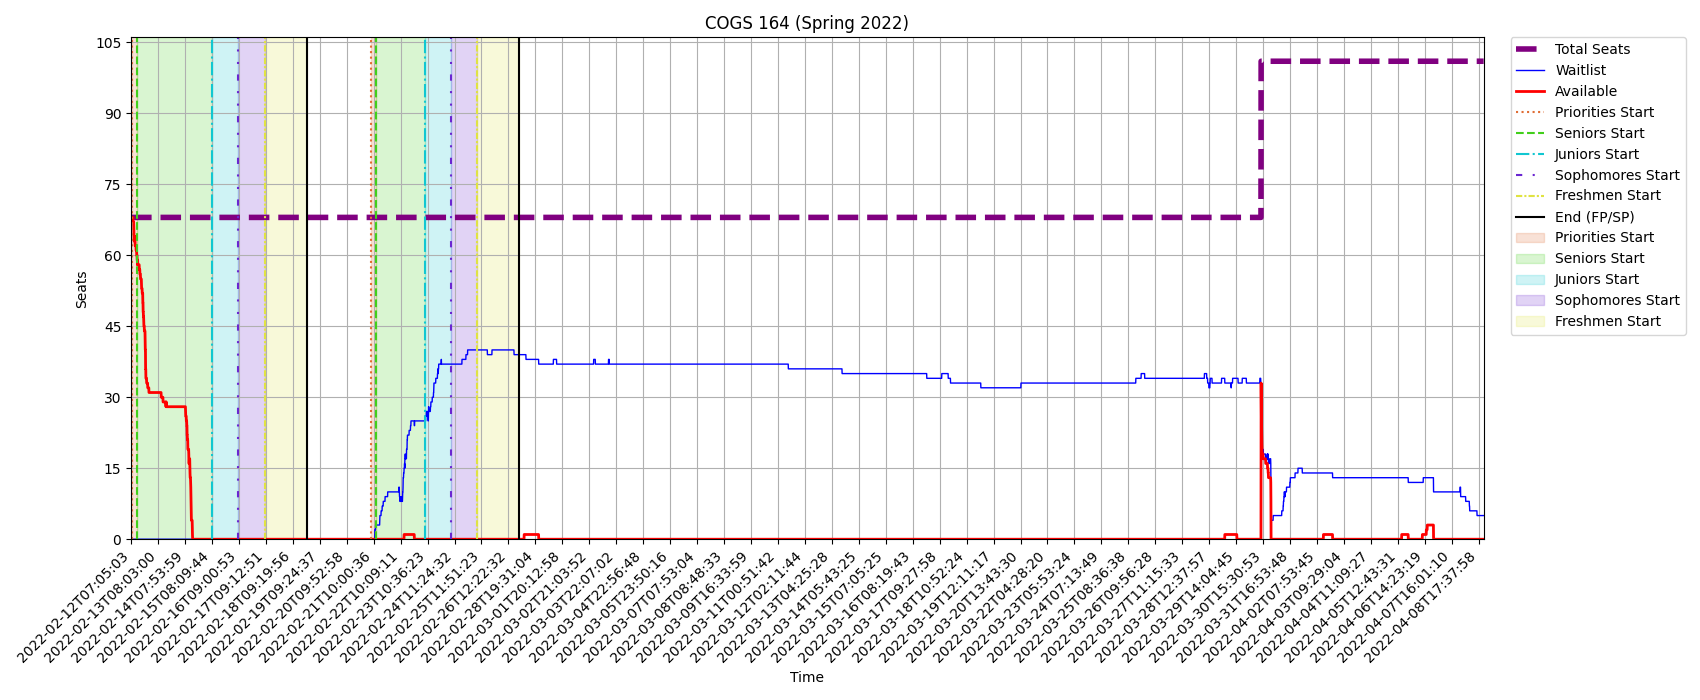 COGS 164 (Spring 2022)
105
90
75
60
45
30
15
0
Seats
2022-02-12T7:05:03
2022-02-13T08:03:00
2022-02-14T07:53:59
2022-02-15T08:09:44
2022-02-16T09:00:53
2022-02-17T09:12:51
2022-02-18T09:19:56
2022-02-19T09:24:37
2022-02-20T09:52:58
2022-02-21T10:00:36
2022-02-22T10:09:11
2022-02-23T10:36:23
2022-02-24T11:24:32
2022-02-25T11:51:23
2022-02-26T12:22:32
2022-02-28T19:31:04
2022-03-01T20:12:58
2022-03-02T21:03:52
2022-03-03T22:07:02
2022-03-04T22:56:48
2022-03-05T23:50:16
2022-03-07T07:53:04
2022-03-08T08:48:33
2022-03-09T16:33:59
2022-03-11T00:51:42
2022-03-12T02:11:44
2022-03-13T04:25:28
2022-03-14T05:43:25
2022-03-15T07:05:25
2022-03-16T08:19:43
2022-03-17T09:27:58
2022-03-18T10:52:24
2022-03-19T12:11:17
2022-03-20T13:43:30
2022-03-22T04:28:20
2022-03-23T05:53:24
2022-03-24T07:13:49
2022-03-25T08:36:38
2022-03-26T09:56:28
2022-03-27T11:15:33
2022-03-28T12:37:57
2022-03-29T14:04:45
2022-03-30T15:30:53
2022-03-31T16:53:48
2022-04-02T07:53:45
2022-04-03T09:29:04
2022-04-04T11:09:27
2022-04-05T12:43:31
2022-04-06T14:23:19
2022-04-07T16:01:10
2022-04-08T17:37:58
Time
Total Seats
Waitlist
Available
Priorities Start
Seniors Start
Juniors Start
Sophomores Start
Freshmen Start
End (FP/SP)
Priorities Start
Seniors Start
Juniors Start
Sophomores Start
Freshmen Start